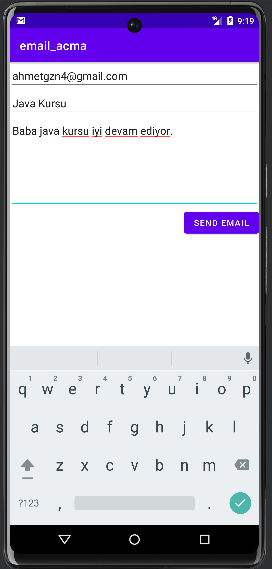 9:19
email_acma
ahmetgzn4@gmail.com
Java Kursu
Baba java kursu iyi devam ediyor.
SEND EMAIL
1 2 3 4 5 6 7 8 9 0
q w e r t y u i o p
a s d f g h j k l
z x c v b n m
?123 , .